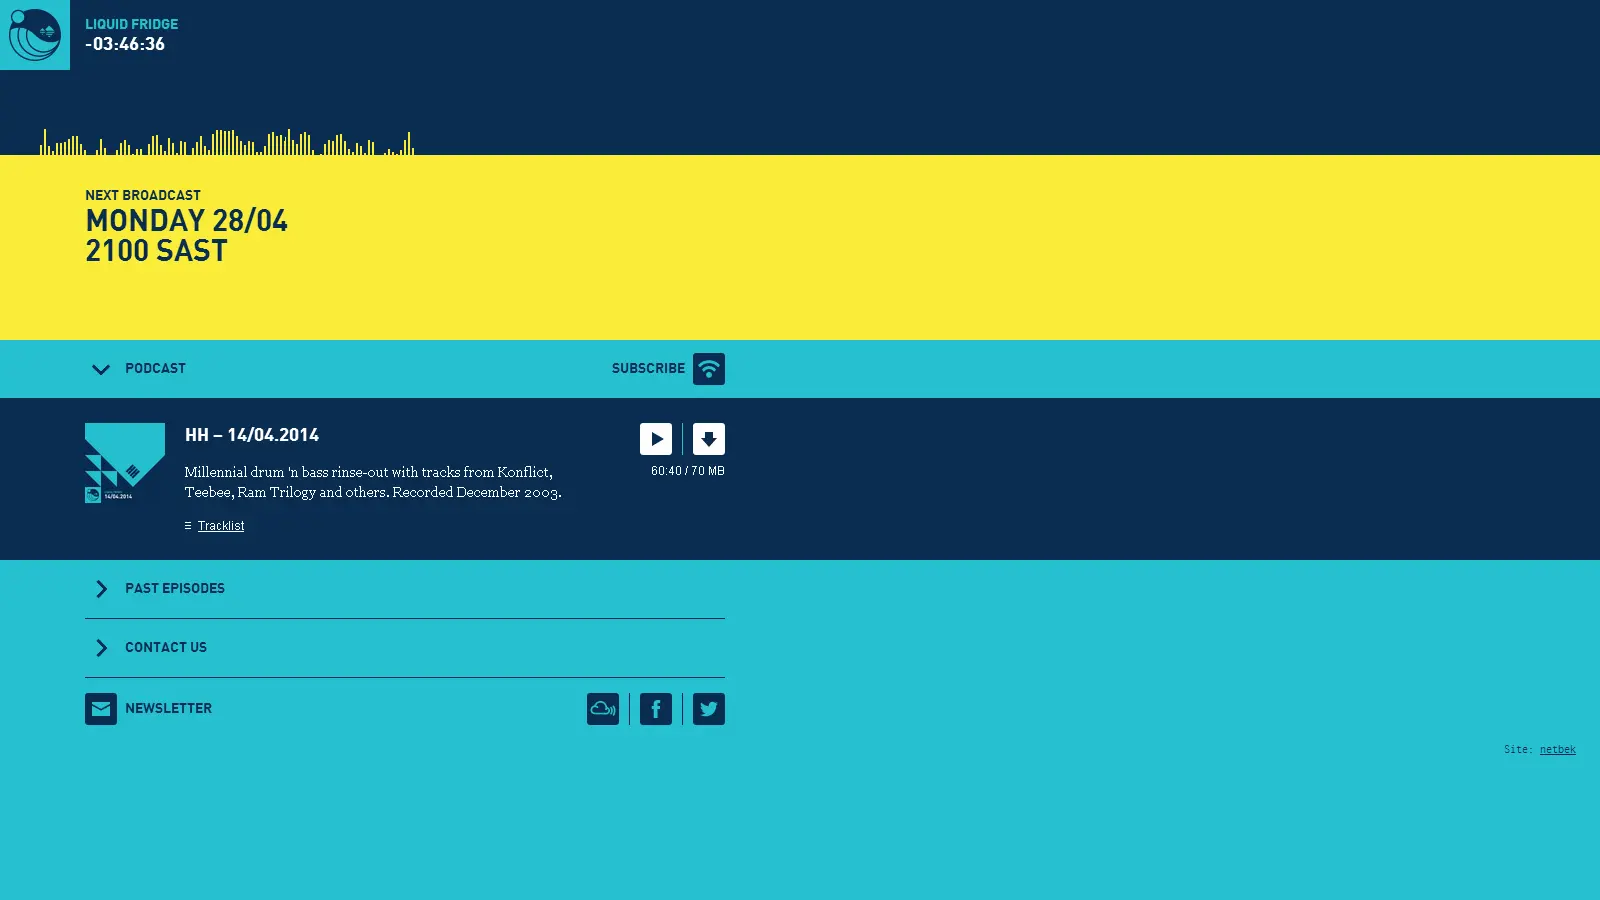 LIQUID FRIDGE
-03:46:36
NEXT BROADCAST
MONDAY 28/04
2100 SAST
PODCAST
SUBSCRIBE
HH – 14/04.2014
Millennial drum 'n bass rinse-out with tracks from Konflict,
Teebee, Ram Trilogy and others. Recorded December 2003.
60:40 / 70 MB
14/04.2014
Tracklist
PAST EPISODES
CONTACT US
NEWSLETTER
Site: netbek